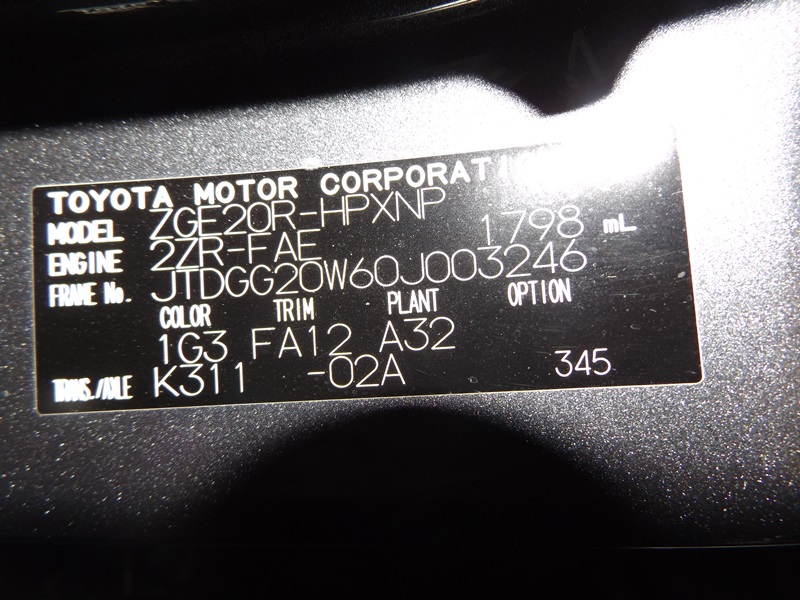 TOYOTA MOTOR CORPORATI
MODEL ZGE20R-HPXNP
ENGINE 2ZR-FAE 1798 mL
FRAME No. JTDGG20W60J003246
COLOR TRIM PLANT OPTION
1G3 FA12 A32
TRANS./AXLE K311 -02A 345